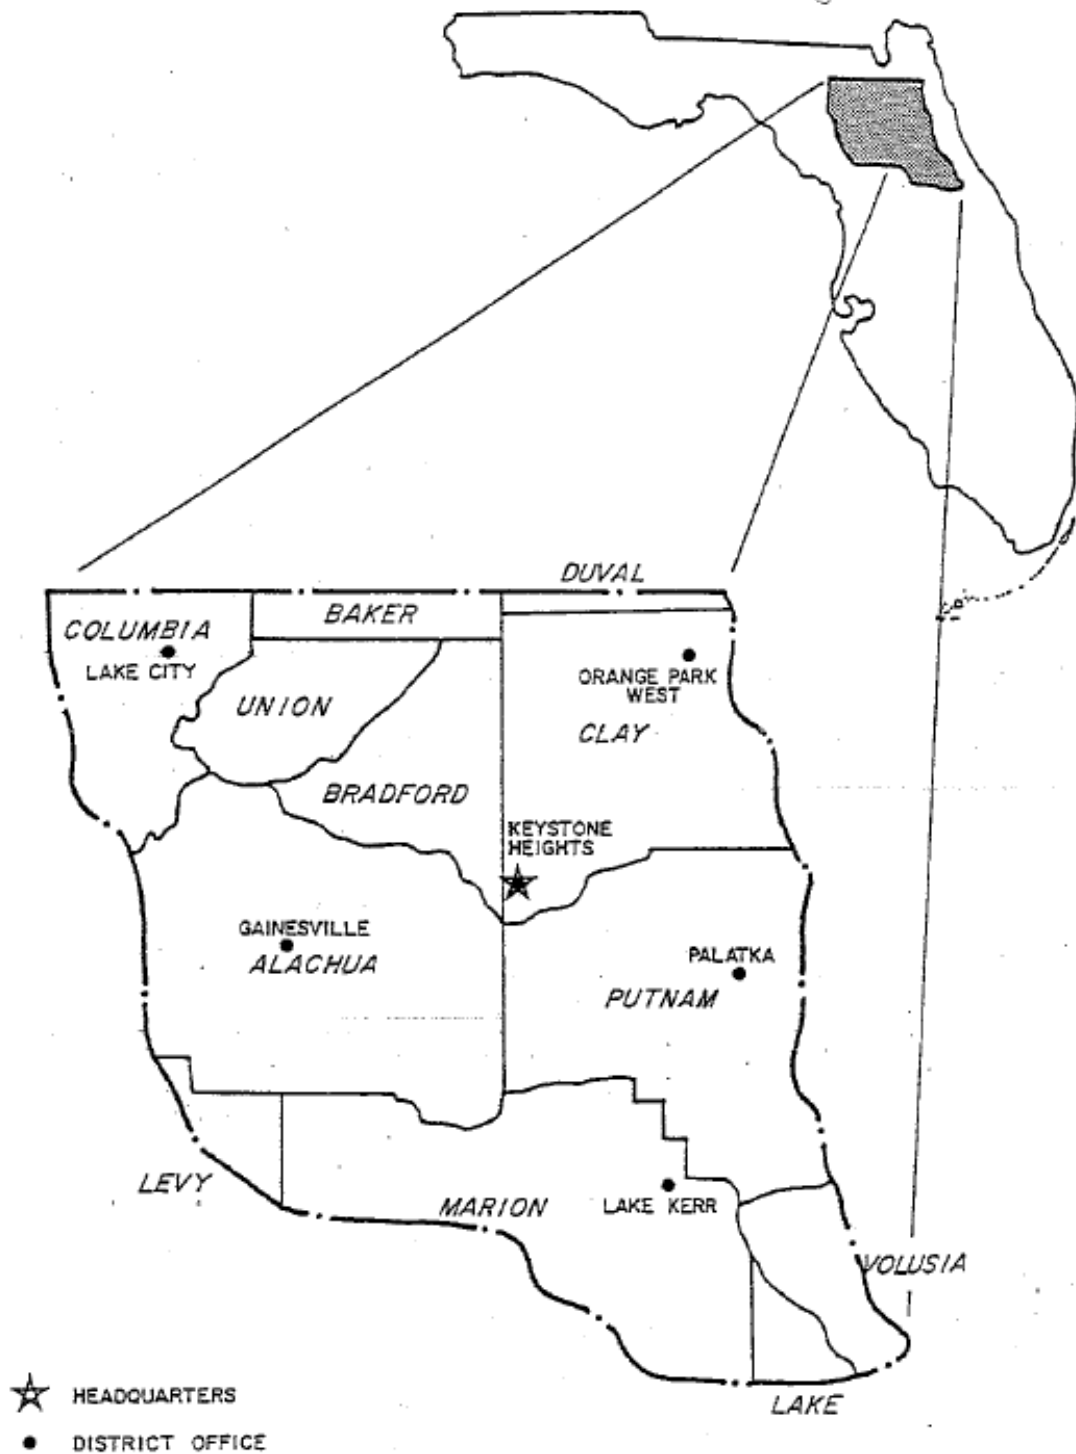 DUVAL
BAKER
COLUMBIA
LAKE CITY
ORANGE PARK
WEST
UNION
CLAY
BRADFORD
KEYSTONE
HEIGHTS
GAINESVILLE
ALACHUA
PALATKA
PUTNAM
LEVY
MARION
LAKE KERR
VOLUSIA
LAKE
HEADQUARTERS
DISTRICT OFFICE